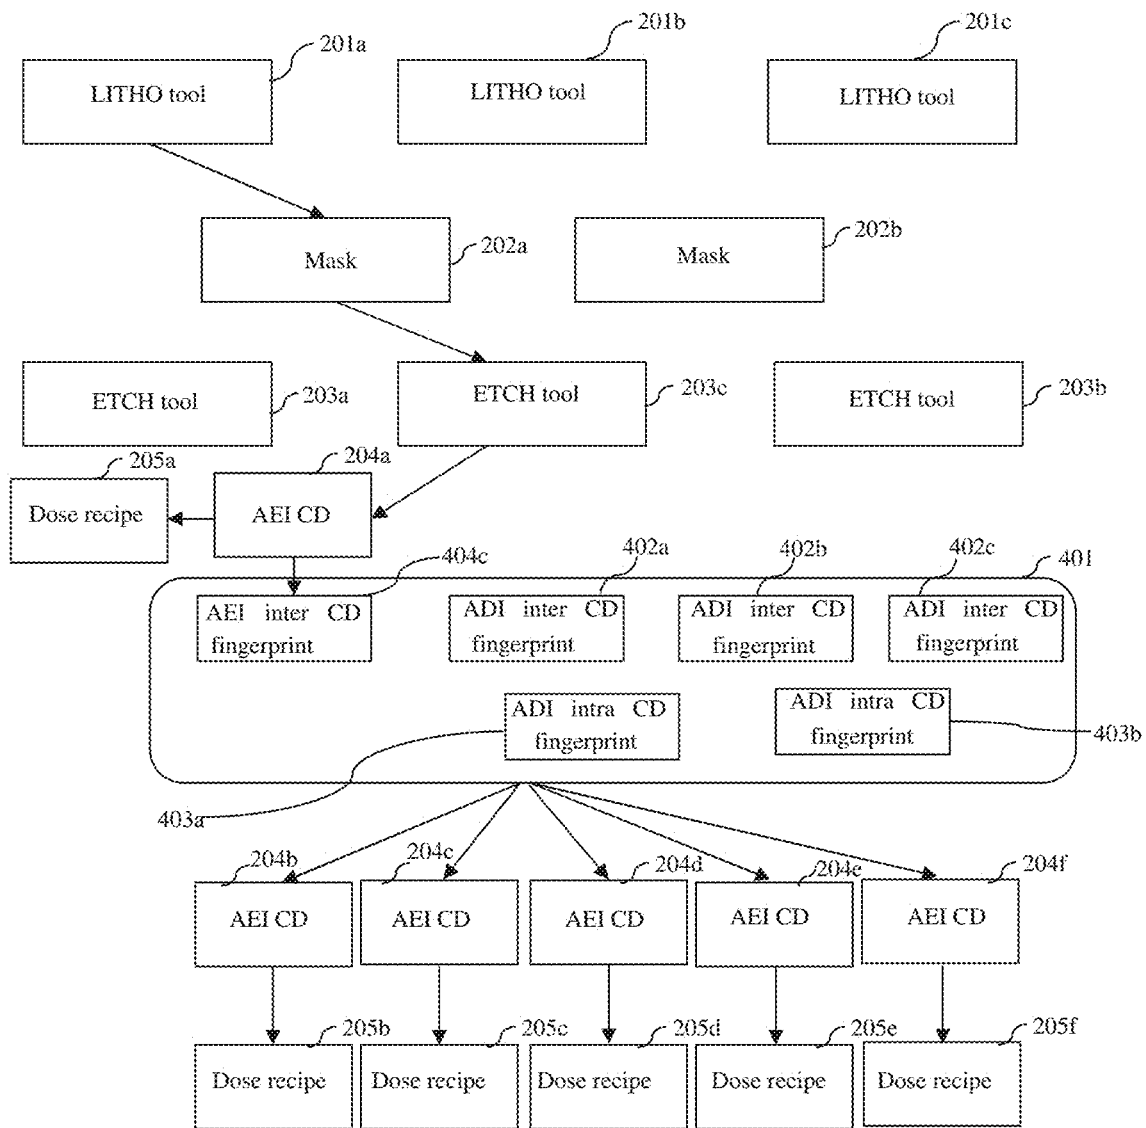 201a
201b
201c
LITHO tool
LITHO tool
LITHO tool
202a
202b
Mask
Mask
ETCH tool
203a
ETCH tool
203c
ETCH tool
203b
205a
204a
Dose recipe
AEI CD
404c
402a
402b
402c
401
AEI inter CD
fingerprint
ADI inter CD
fingerprint
ADI inter CD
fingerprint
ADI inter CD
fingerprint
ADI intra CD
fingerprint
ADI intra CD
fingerprint
403b
403a
204b
204c
204d
204e
204f
AEI CD
AEI CD
AEI CD
AEI CD
AEI CD
205b
205c
205d
205e
205f
Dose recipe
Dose recipe
Dose recipe
Dose recipe
Dose recipe